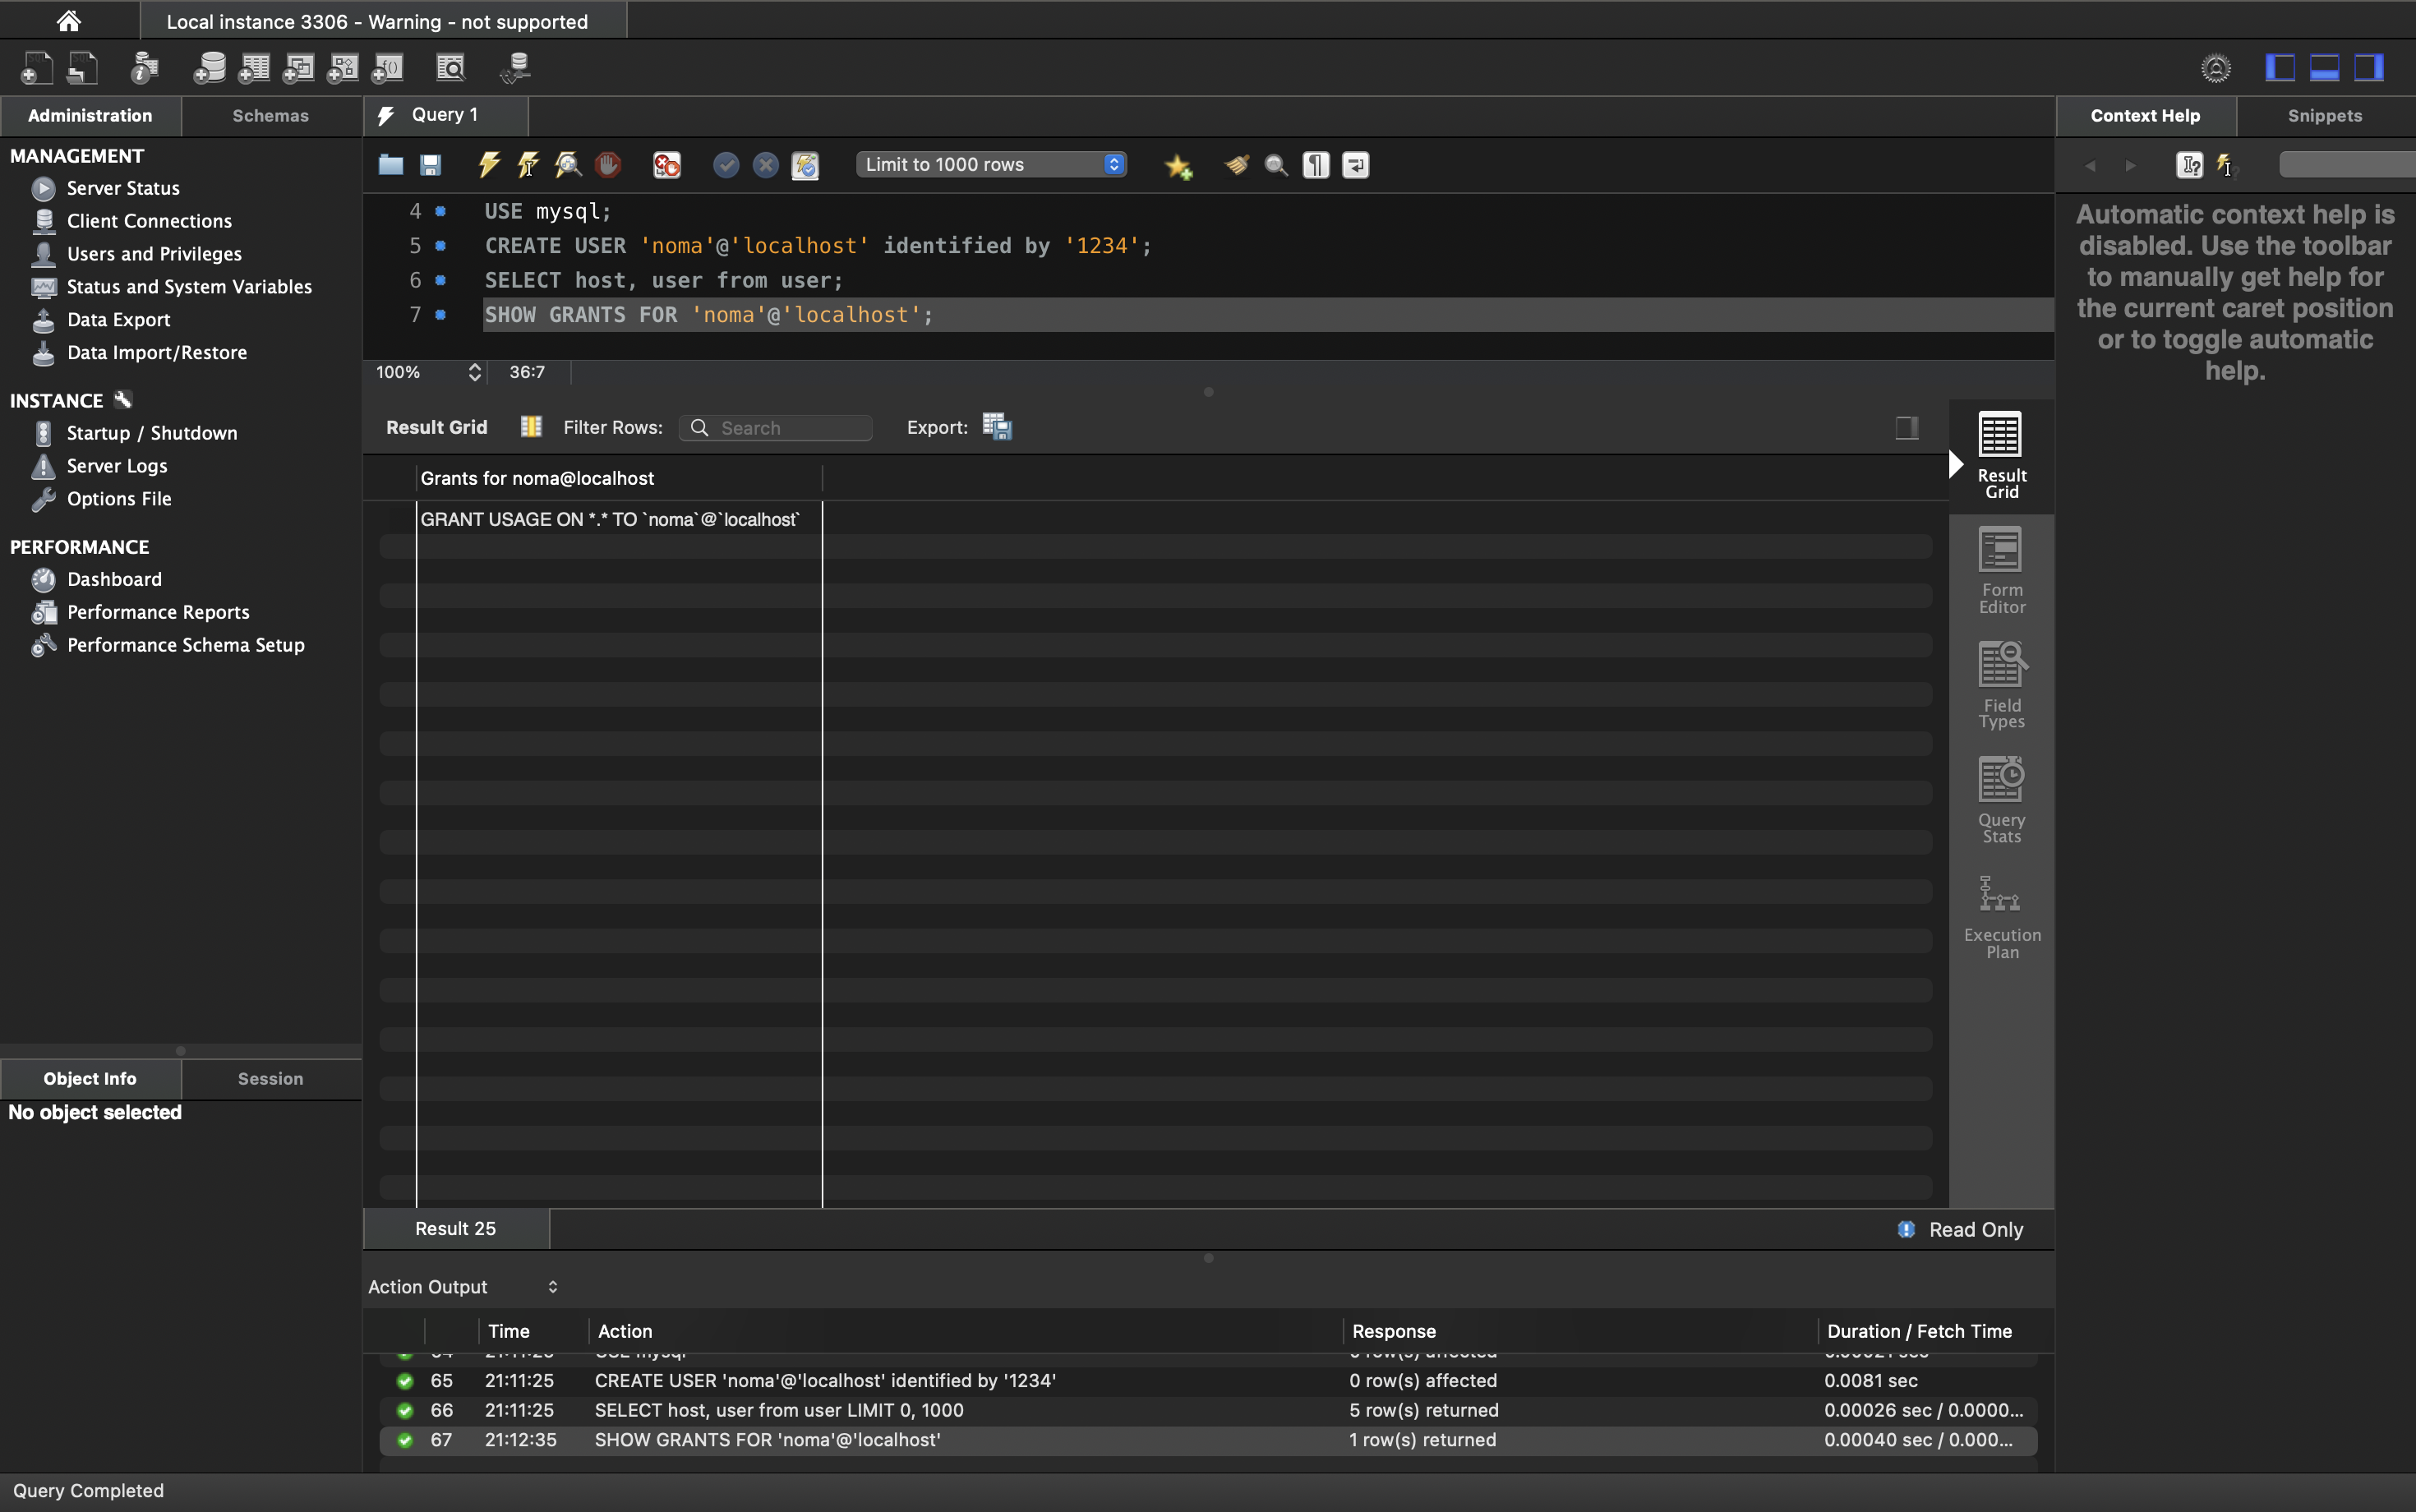 Local instance 3306 - Warning - not supported
Administration
Schemas
MANAGEMENT
Server Status
Client Connections
Users and Privileges
Status and System Variables
Data Export
Data Import/Restore
INSTANCE
Startup / Shutdown
Server Logs
Options File
PERFORMANCE
Dashboard
Performance Reports
Performance Schema Setup
Object Info
Session
No object selected
Query 1
Limit to 1000 rows
4 USE mysql;
5 CREATE USER 'noma'@'localhost' identified by '1234';
6 SELECT host, user from user;
7 SHOW GRANTS FOR 'noma'@'localhost';
100%
36:7
Result Grid
Filter Rows:
Search
Export:
Grants for noma@localhost
GRANT USAGE ON *.* TO `noma`@`localhost`
Result
Grid
Form
Editor
Field
Types
Query
Stats
Execution
Plan
Result 25
Read Only
Action Output
Time Action Response Duration / Fetch Time
65 21:11:25 CREATE USER 'noma'@'localhost' identified by '1234' 0 row(s) affected 0.0081 sec
66 21:11:25 SELECT host, user from user LIMIT 0, 1000 5 row(s) returned 0.00026 sec / 0.0000...
67 21:12:35 SHOW GRANTS FOR 'noma'@'localhost' 1 row(s) returned 0.00040 sec / 0.000...
Context Help
Snippets
Automatic context help is
disabled. Use the toolbar
to manually get help for
the current caret position
or to toggle automatic
help.
Query Completed